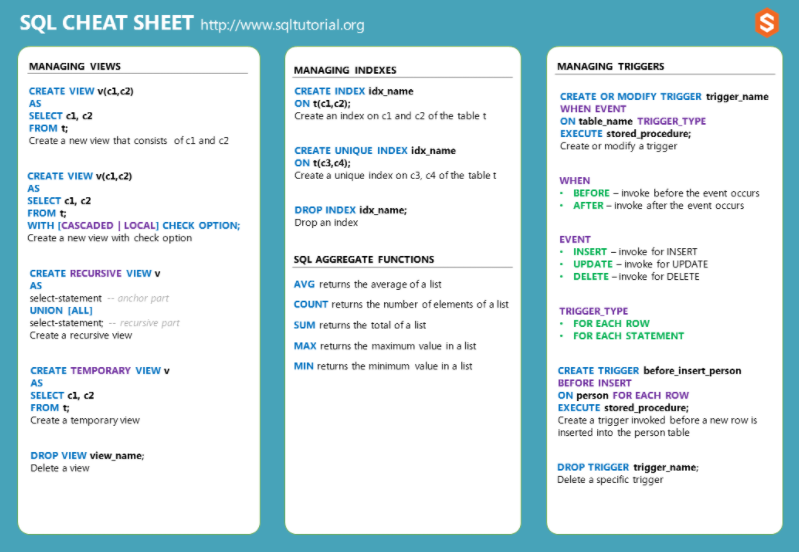 SQL CHEAT SHEET http://www.sqltutorial.org
MANAGING VIEWS
CREATE VIEW v(c1,c2)
AS
SELECT c1, c2
FROM t;
Create a new view that consists of c1 and c2
CREATE VIEW v(c1,c2)
AS
SELECT c1, c2
FROM t;
WITH [CASCADED | LOCAL] CHECK OPTION;
Create a new view with check option
CREATE RECURSIVE VIEW v
AS
select-statement -- anchor part
UNION [ALL]
select-statement; -- recursive part
Create a recursive view
CREATE TEMPORARY VIEW v
AS
SELECT c1, c2
FROM t;
Create a temporary view
DROP VIEW view_name;
Delete a view
MANAGING INDEXES
CREATE INDEX idx_name
ON t(c1,c2);
Create an index on c1 and c2 of the table t
CREATE UNIQUE INDEX idx_name
ON t(c3,c4);
Create a unique index on c3, c4 of the table t
DROP INDEX idx_name;
Drop an index
SQL AGGREGATE FUNCTIONS
AVG returns the average of a list
COUNT returns the number of elements of a list
SUM returns the total of a list
MAX returns the maximum value in a list
MIN returns the minimum value in a list
MANAGING TRIGGERS
CREATE OR MODIFY TRIGGER trigger_name
WHEN EVENT
ON table_name TRIGGER_TYPE
EXECUTE stored_procedure;
Create or modify a trigger
WHEN
• BEFORE – invoke before the event occurs
• AFTER – invoke after the event occurs
EVENT
• INSERT – invoke for INSERT
• UPDATE – invoke for UPDATE
• DELETE – invoke for DELETE
TRIGGER_TYPE
• FOR EACH ROW
• FOR EACH STATEMENT
CREATE TRIGGER before_insert_person
BEFORE INSERT
ON person FOR EACH ROW
EXECUTE stored_procedure;
Create a trigger invoked before a new row is
inserted into the person table
DROP TRIGGER trigger_name;
Delete a specific trigger